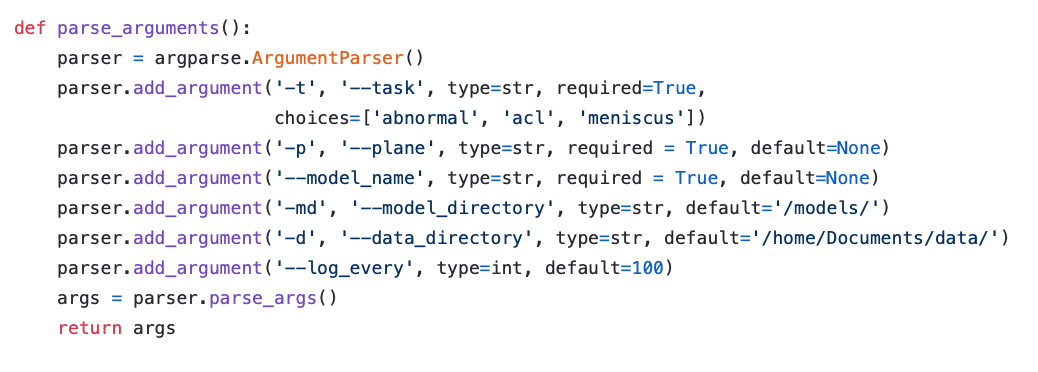 def parse_arguments():
    parser = argparse.ArgumentParser()
    parser.add_argument('-t', '--task', type=str, required=True,
                        choices=['abnormal', 'acl', 'meniscus'])
    parser.add_argument('-p', '--plane', type=str, required = True, default=None)
    parser.add_argument('--model_name', type=str, required = True, default=None)
    parser.add_argument('-md', '--model_directory', type=str, default='/models/')
    parser.add_argument('-d', '--data_directory', type=str, default='/home/Documents/data/')
    parser.add_argument('--log_every', type=int, default=100)
    args = parser.parse_args()
    return args